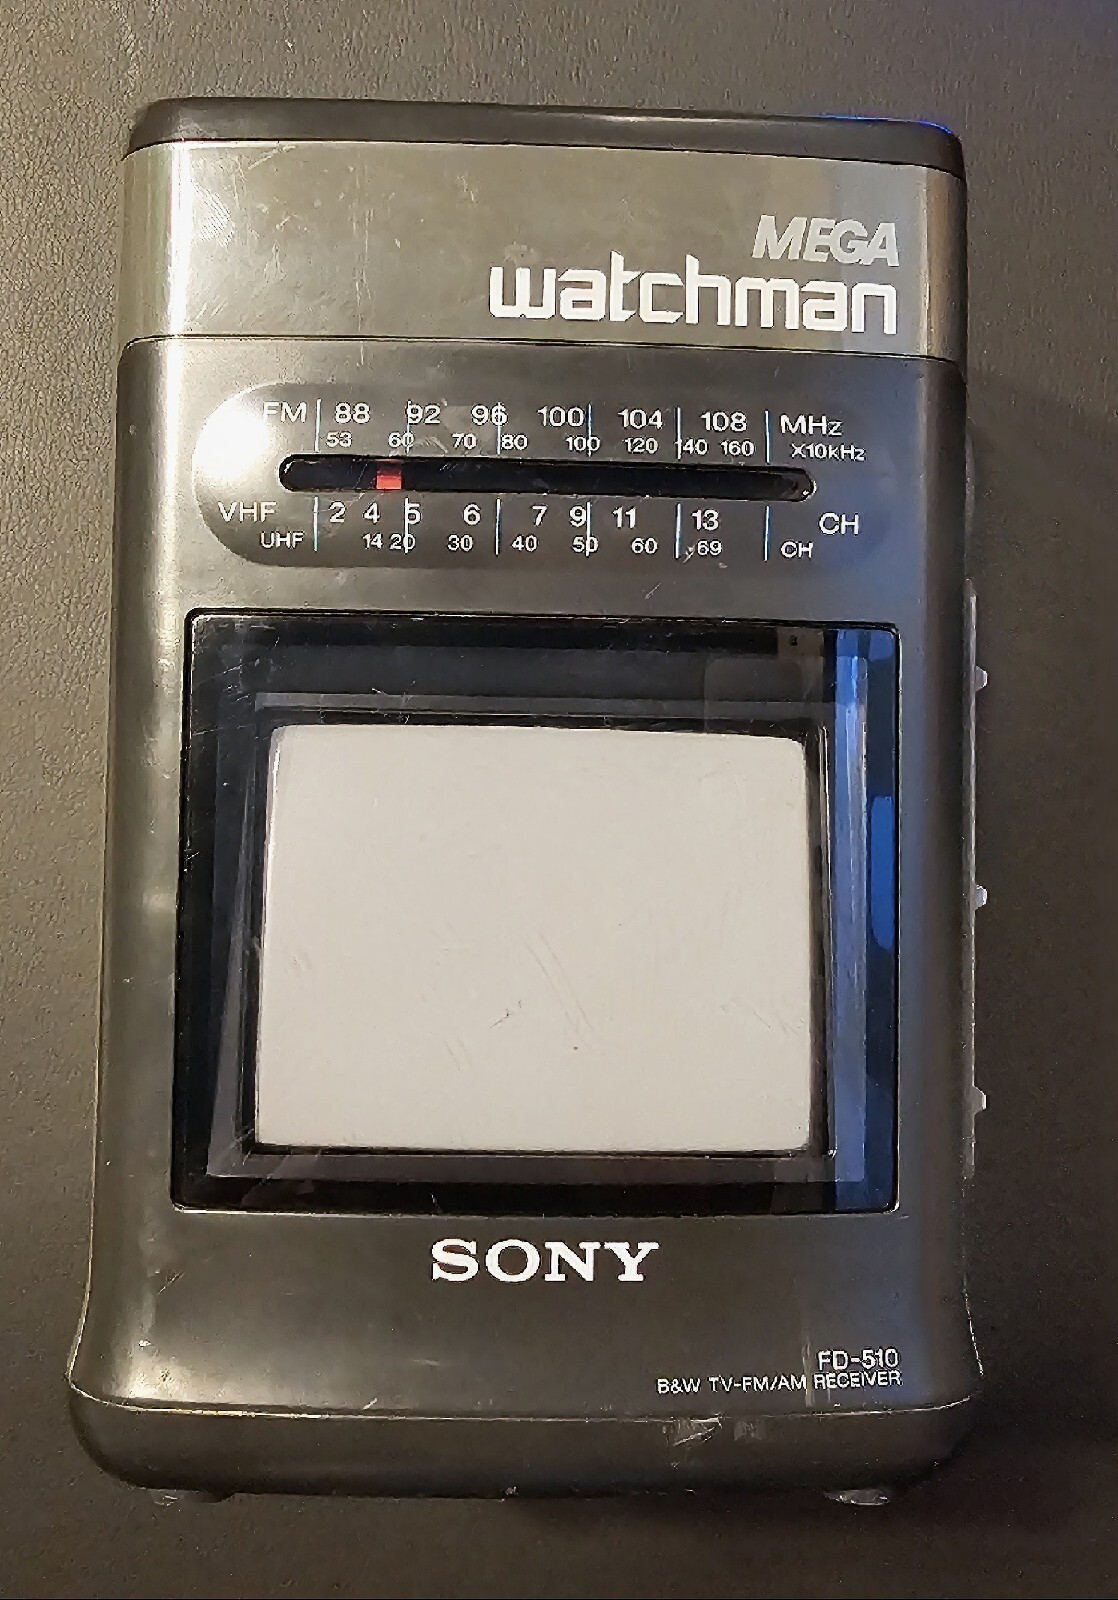 MEGA
watchman
FM 88 92 96 100 104 108 MHz
53 60 70 80 100 120 140 160 X10kHz
VHF 2 4 5 6 7 9 11 13 CH
UHF 14 20 30 40 50 60 69 CH
SONY
FD-510
B&W TV-FM/AM RECEIVER